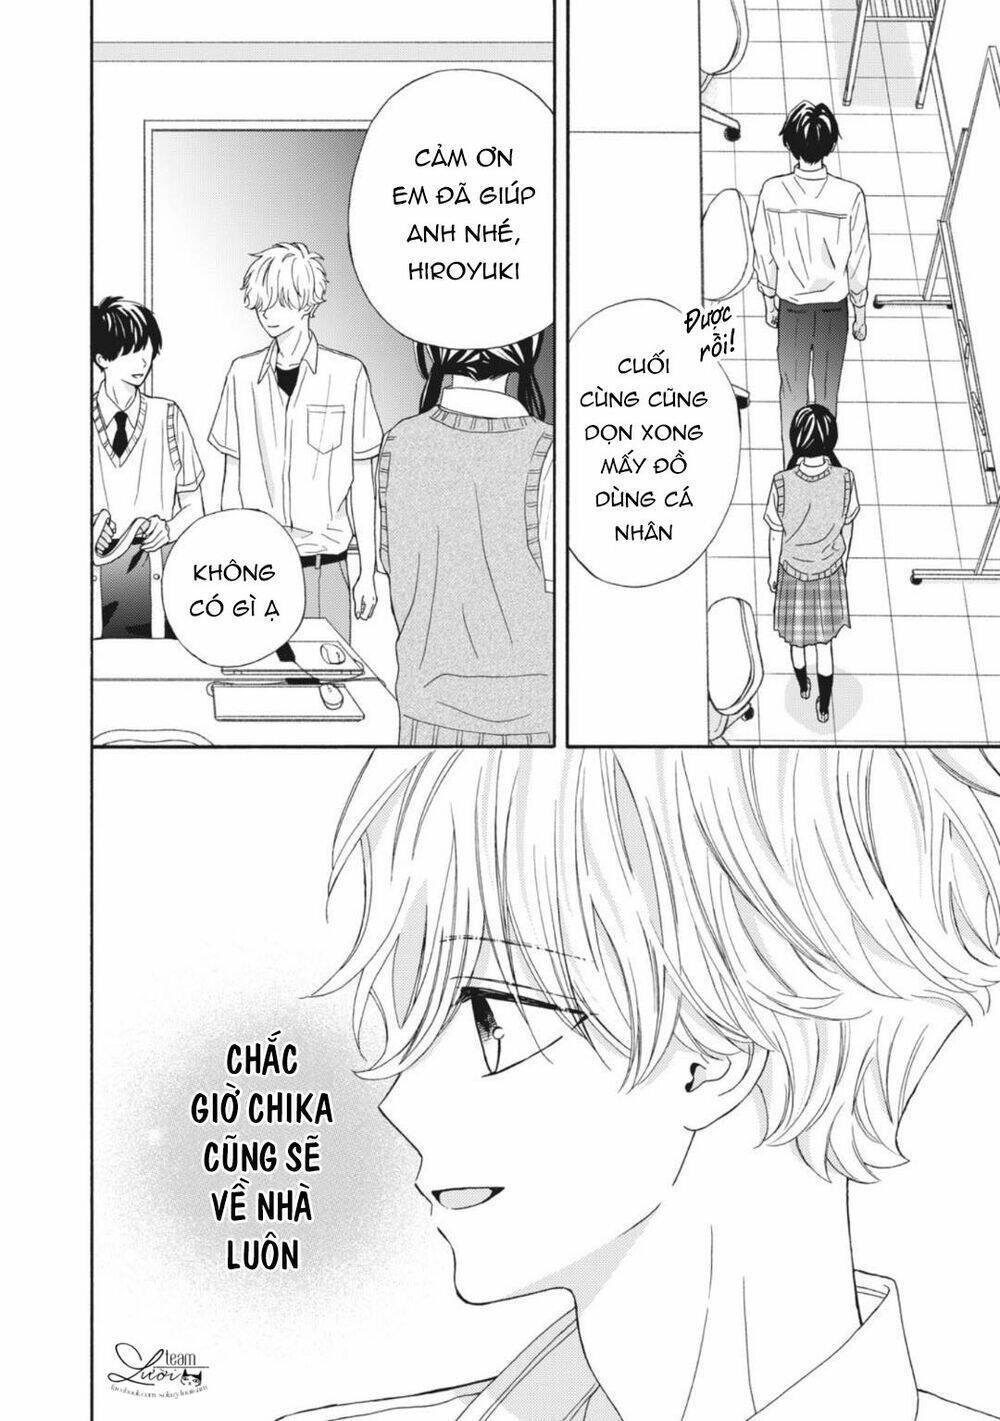 Được
rồi!
CUỐI
CÙNG CŨNG
DỌN XONG
MẤY ĐỒ
DÙNG CÁ
NHÂN
CẢM ƠN
EM ĐÃ GIÚP
ANH NHÉ,
HIROYUKI
KHÔNG
CÓ GÌ Ạ
CHẮC
GIỜ CHIKA
CŨNG SẼ
VỀ NHÀ
LUÔN
team
Lười